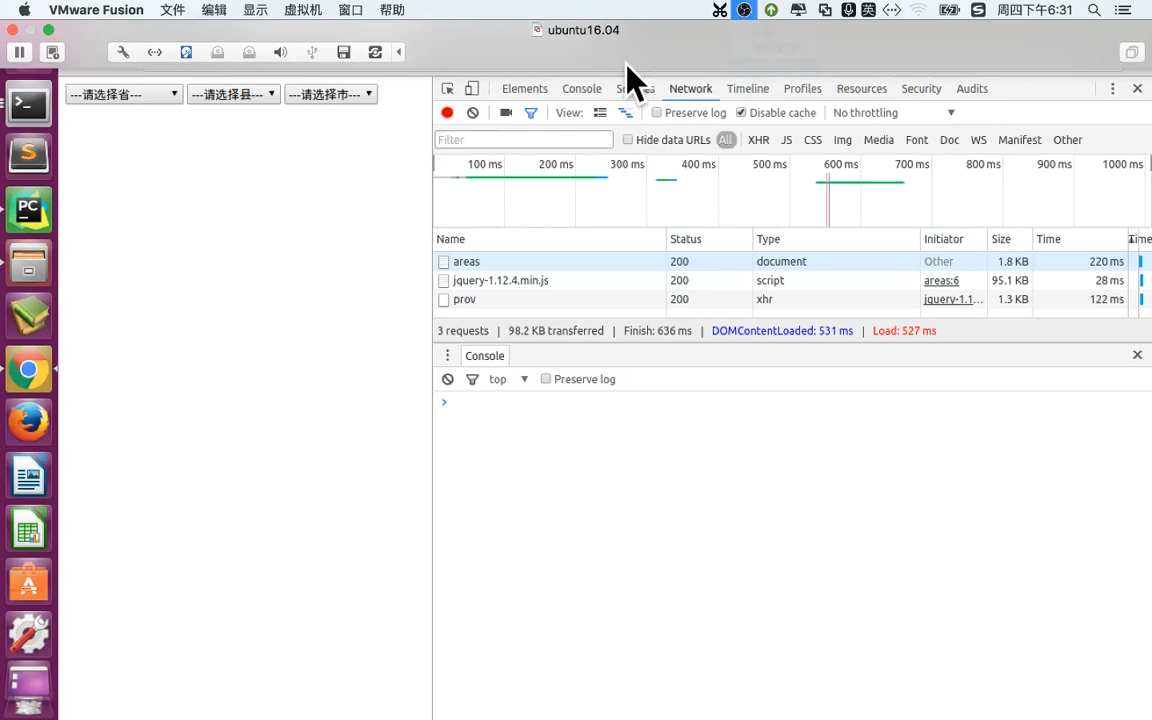 VMware Fusion 文件 编辑 显示 虚拟机 窗口 帮助 英 周四下午6:31
ubuntu16.04
---请选择省--- ---请选择县--- ---请选择市---
Elements Console Network Timeline Profiles Resources Security Audits
View: Preserve log Disable cache No throttling
Filter Hide data URLs All XHR JS CSS Img Media Font Doc WS Manifest Other
100 ms 200 ms 300 ms 400 ms 500 ms 600 ms 700 ms 800 ms 900 ms 1000 ms
Name Status Type Initiator Size Time
areas 200 document Other 1.8 KB 220 ms
jquery-1.12.4.min.js 200 script areas:6 95.1 KB 28 ms
prov 200 xhr jquery-1.1... 1.3 KB 122 ms
3 requests | 98.2 KB transferred | Finish: 636 ms | DOMContentLoaded: 531 ms | Load: 527 ms
Console
top Preserve log
>